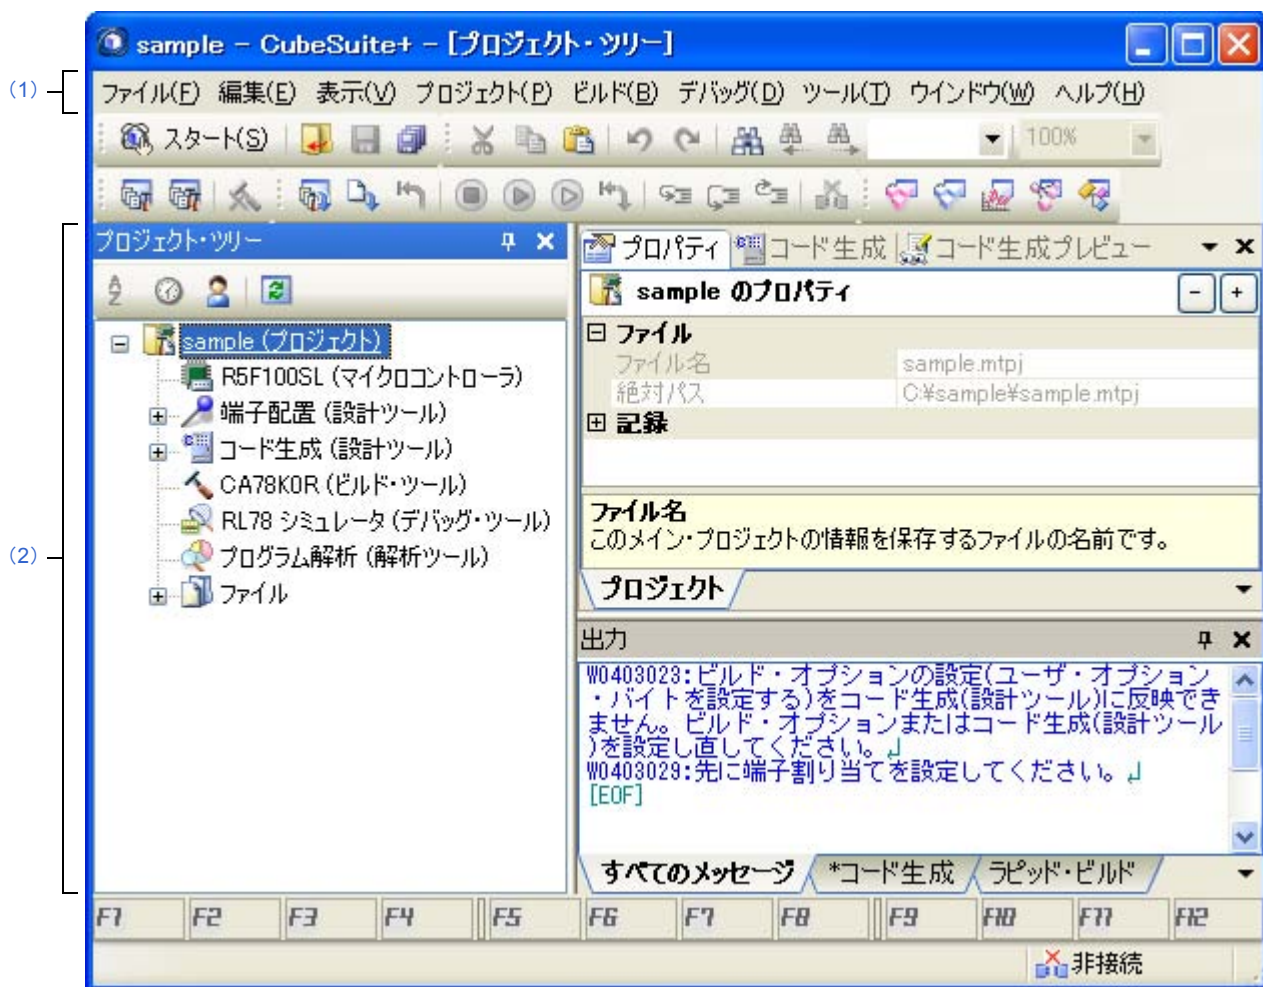 sample - CubeSuite+ - [プロジェクト・ツリー]
(1)
ファイル(F) 編集(E) 表示(V) プロジェクト(P) ビルド(B) デバッグ(D) ツール(T) ウインドウ(W) ヘルプ(H)
スタート(S)
100%
(2)
プロジェクト・ツリー
sample (プロジェクト)
R5F100SL (マイクロコントローラ)
端子配置 (設計ツール)
コード生成 (設計ツール)
CA78K0R (ビルド・ツール)
RL78 シミュレータ (デバッグ・ツール)
プログラム解析 (解析ツール)
ファイル
プロパティ コード生成 コード生成プレビュー
sample のプロパティ
- +
ファイル
ファイル名 sample.mtpj
絶対パス C:¥sample¥sample.mtpj
記録
ファイル名
このメイン・プロジェクトの情報を保存するファイルの名前です。
プロジェクト
出力
W0403023:ビルド・オプションの設定(ユーザ・オプション
・バイトを設定する)をコード生成(設計ツール)に反映でき
ません。ビルド・オプションまたはコード生成(設計ツール
)を設定し直してください。↲
W0403029:先に端子割り当てを設定してください。↲
[EOF]
すべてのメッセージ *コード生成 ラピッド・ビルド
F1 F2 F3 F4 F5 F6 F7 F8 F9 F10 F11 F12
非接続